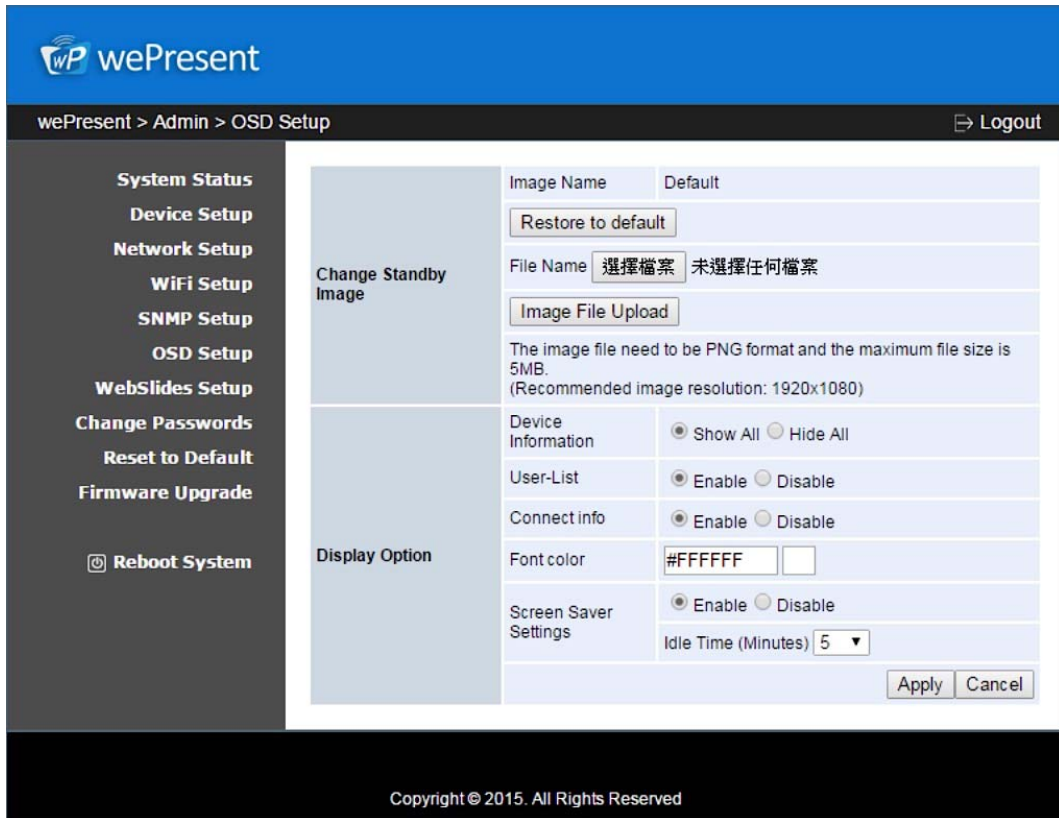 wP wePresent
wePresent > Admin > OSD Setup
Logout
System Status
Device Setup
Network Setup
WiFi Setup
SNMP Setup
OSD Setup
WebSlides Setup
Change Passwords
Reset to Default
Firmware Upgrade
Reboot System
Change Standby
Image
Image Name Default
Restore to default
File Name 選擇檔案 未選擇任何檔案
Image File Upload
The image file need to be PNG format and the maximum file size is
5MB.
(Recommended image resolution: 1920x1080)
Display Option
Device
Information
Show All Hide All
User-List Enable Disable
Connect info Enable Disable
Font color #FFFFFF
Screen Saver
Settings
Enable Disable
Idle Time (Minutes) 5
Apply Cancel
Copyright © 2015. All Rights Reserved